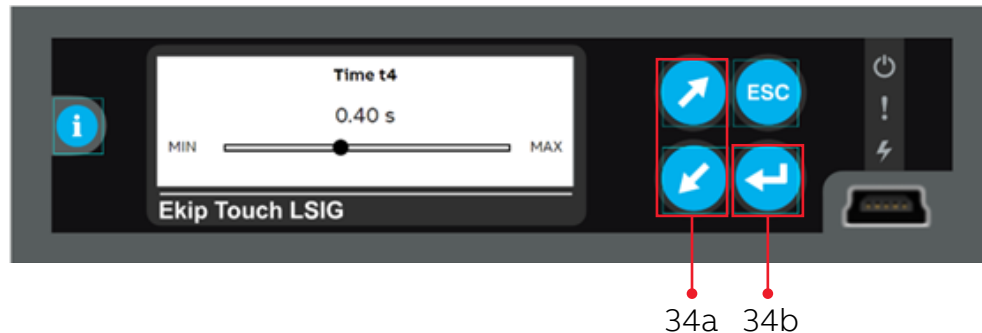 Time t4
0.40 s
MIN MAX
Ekip Touch LSIG
i
ESC
!
34a 34b